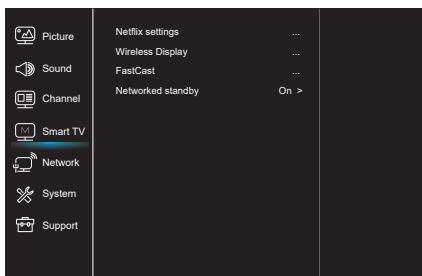 Picture
Sound
Channel
M
Smart TV
Network
System
Support
Netflix settings ...
Wireless Display ...
FastCast ...
Networked standby On >